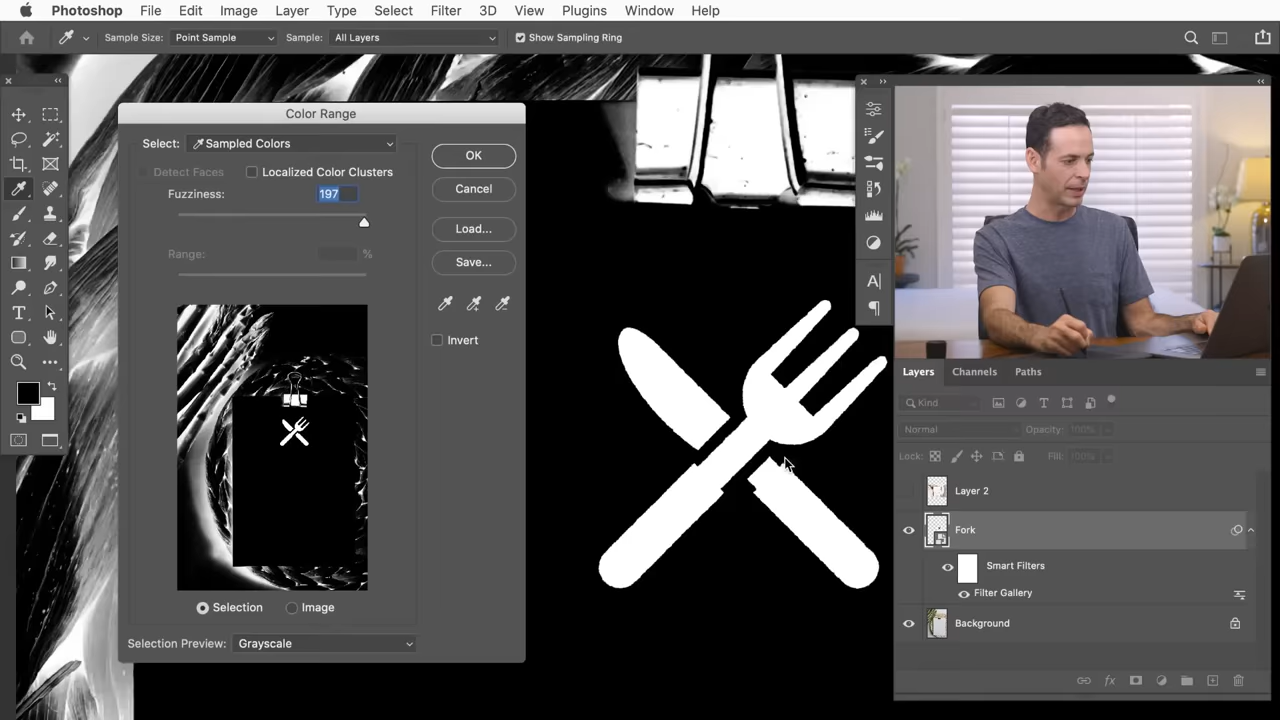 Photoshop File Edit Image Layer Type Select Filter 3D View Plugins Window Help
Sample Size: Point Sample Sample: All Layers Show Sampling Ring
Color Range
Select: Sampled Colors
OK
Detect Faces Localized Color Clusters
Fuzziness: 197
Cancel
Load...
Range: %
Save...
Invert
Selection Image
Selection Preview: Grayscale
Layers Channels Paths
Kind
Normal Opacity: 100%
Lock: Fill: 100%
Layer 2
Fork
Smart Filters
Filter Gallery
Background